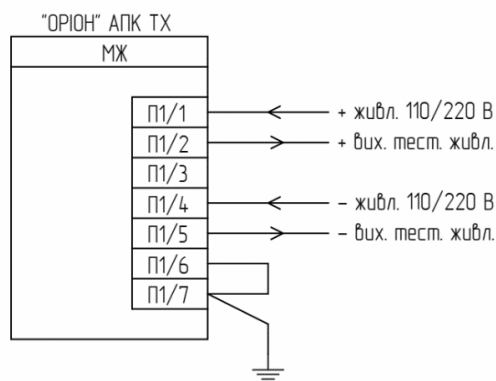 "ОРІОН" АПК ТХ
МЖ
П1/1
+ живл. 110/220 В
П1/2
+ вих. тест. живл.
П1/3
П1/4
- живл. 110/220 В
П1/5
- вих. тест. живл.
П1/6
П1/7